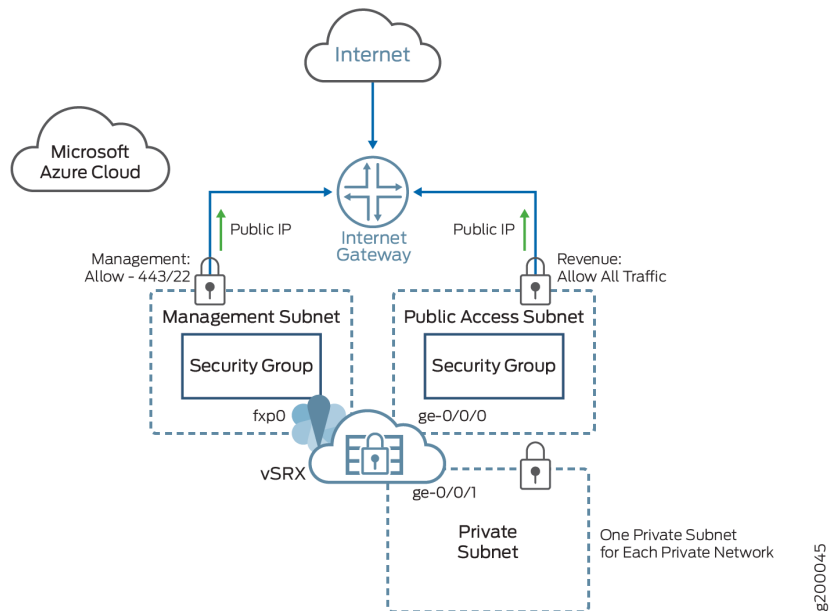 Internet
Microsoft
Azure Cloud
Public IP
Public IP
Internet
Gateway
Management:
Allow - 443/22
Revenue:
Allow All Traffic
Management Subnet
Public Access Subnet
Security Group
Security Group
fxp0
ge-0/0/0
vSRX
ge-0/0/1
Private
Subnet
One Private Subnet
for Each Private Network
g200045